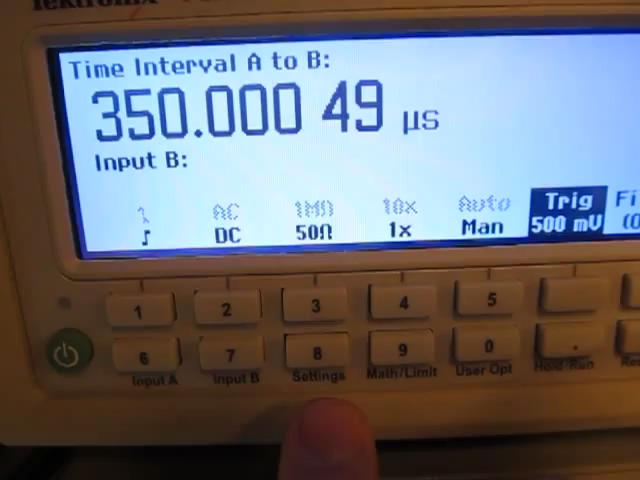 Tektronix
Time Interval A to B:
350.000 49 µs
Input B:
AC 1MΩ 10x Auto Trig Fi
DC 50Ω 1x Man 500 mV
1 2 3 4 5
6 7 8 9 0 .
Input A Input B Settings Math/Limit User Opt Hold/Run